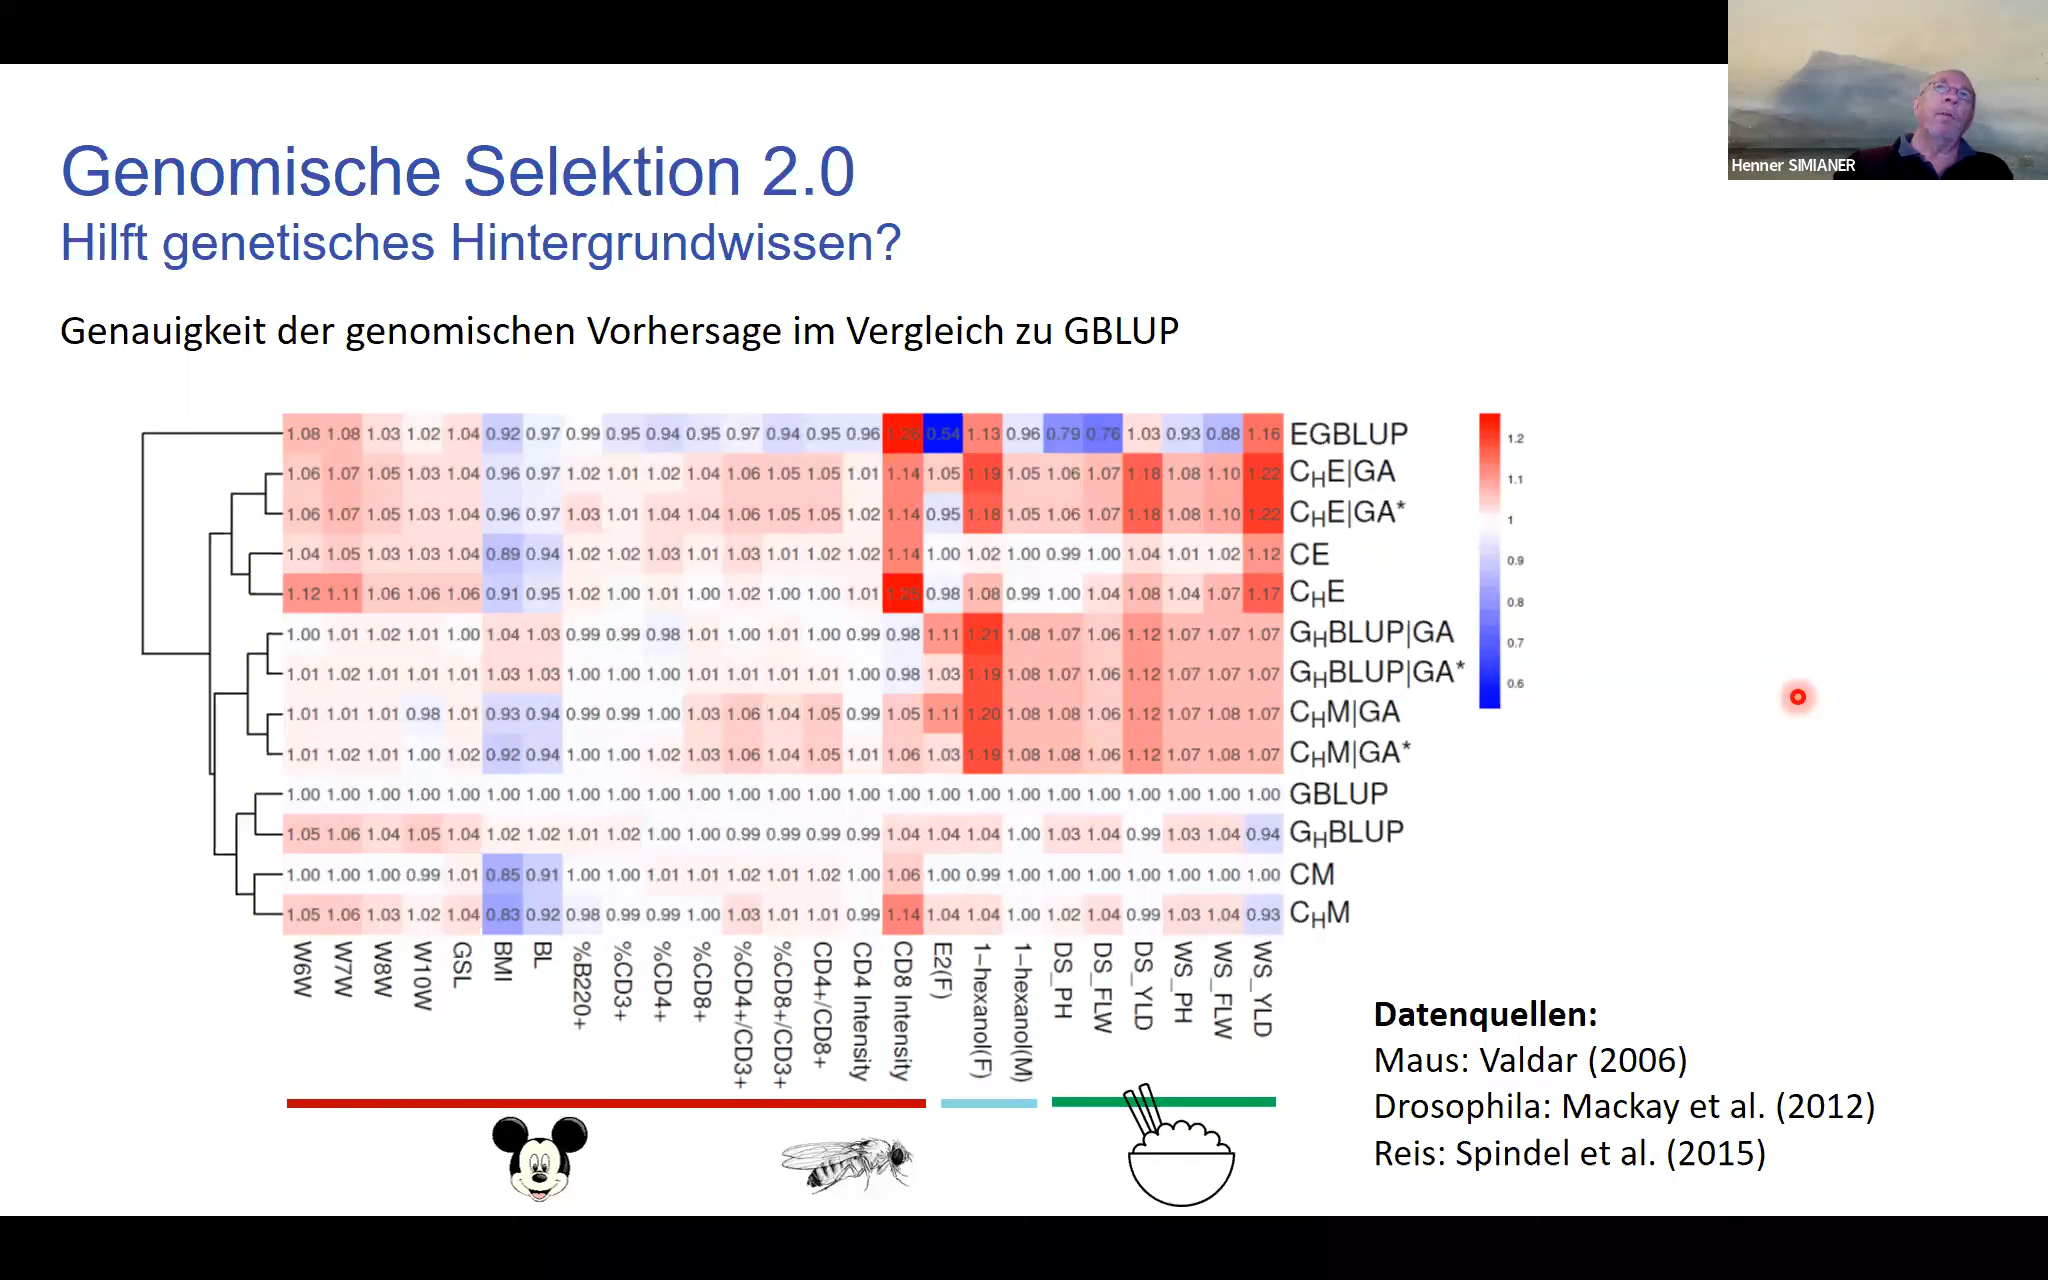 Henner SIMIANER
Genomische Selektion 2.0
Hilft genetisches Hintergrundwissen?
Genauigkeit der genomischen Vorhersage im Vergleich zu GBLUP
1.08 1.08 1.03 1.02 1.04 0.92 0.97 0.99 0.95 0.94 0.95 0.97 0.94 0.95 0.96 1.26 0.54 1.13 0.96 0.79 0.76 1.03 0.93 0.88 1.16 EGBLUP
1.06 1.07 1.05 1.03 1.04 0.96 0.97 1.02 1.01 1.02 1.04 1.06 1.05 1.05 1.01 1.14 1.05 1.19 1.05 1.06 1.07 1.18 1.08 1.10 1.22 CHE|GA
1.06 1.07 1.05 1.03 1.04 0.96 0.97 1.03 1.01 1.04 1.04 1.06 1.05 1.05 1.02 1.14 0.95 1.18 1.05 1.06 1.07 1.18 1.08 1.10 1.22 CHE|GA*
1.04 1.05 1.03 1.03 1.04 0.89 0.94 1.02 1.02 1.03 1.01 1.03 1.01 1.02 1.02 1.14 1.00 1.02 1.00 0.99 1.00 1.04 1.01 1.02 1.12 CE
1.12 1.11 1.06 1.06 1.06 0.91 0.95 1.02 1.00 1.01 1.00 1.02 1.00 1.00 1.01 1.25 0.98 1.08 0.99 1.00 1.04 1.08 1.04 1.07 1.17 CHE
1.00 1.01 1.02 1.01 1.00 1.04 1.03 0.99 0.99 0.98 1.01 1.00 1.01 1.00 0.99 0.98 1.11 1.21 1.08 1.07 1.06 1.12 1.07 1.07 1.07 GHBLUP|GA
1.01 1.02 1.01 1.01 1.01 1.03 1.03 1.00 1.00 1.00 1.01 1.01 1.01 1.01 1.00 0.98 1.03 1.19 1.08 1.07 1.06 1.12 1.07 1.07 1.07 GHBLUP|GA*
1.01 1.01 1.01 0.98 1.01 0.93 0.94 0.99 0.99 1.00 1.03 1.06 1.04 1.05 0.99 1.05 1.11 1.20 1.08 1.08 1.06 1.12 1.07 1.08 1.07 CHM|GA
1.01 1.02 1.01 1.00 1.02 0.92 0.94 1.00 1.00 1.02 1.03 1.06 1.04 1.05 1.01 1.06 1.03 1.19 1.08 1.08 1.06 1.12 1.07 1.08 1.07 CHM|GA*
1.00 1.00 1.00 1.00 1.00 1.00 1.00 1.00 1.00 1.00 1.00 1.00 1.00 1.00 1.00 1.00 1.00 1.00 1.00 1.00 1.00 1.00 1.00 1.00 1.00 GBLUP
1.05 1.06 1.04 1.05 1.04 1.02 1.02 1.01 1.02 1.00 1.00 0.99 0.99 0.99 0.99 1.04 1.04 1.04 1.00 1.03 1.04 0.99 1.03 1.04 0.94 GHBLUP
1.00 1.00 1.00 0.99 1.01 0.85 0.91 1.00 1.00 1.01 1.01 1.02 1.01 1.02 1.00 1.06 1.00 0.99 1.00 1.00 1.00 1.00 1.00 1.00 1.00 CM
1.05 1.06 1.03 1.02 1.04 0.83 0.92 0.98 0.99 0.99 1.00 1.03 1.01 1.01 0.99 1.14 1.04 1.04 1.00 1.02 1.04 0.99 1.03 1.04 0.93 CHM
W6W W7W W8W W10W GSL BMI BL %B220+ %CD3+ %CD4+ %CD8+ %CD4+/CD3+ %CD8+/CD3+ CD4+/CD8+ CD4 Intensity CD8 Intensity E2(F) 1-hexanol(F) 1-hexanol(M) DS_PH DS_FLW DS_YLD WS_PH WS_FLW WS_YLD
1.2
1.1
1
0.9
0.8
0.7
0.6
Datenquellen:
Maus: Valdar (2006)
Drosophila: Mackay et al. (2012)
Reis: Spindel et al. (2015)